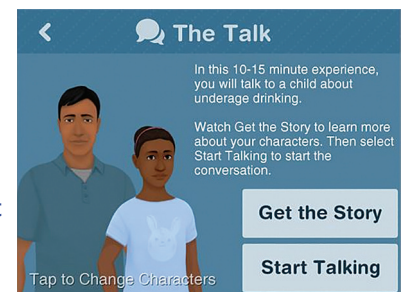 The Talk
In this 10-15 minute experience,
you will talk to a child about
underage drinking.
Watch Get the Story to learn more
about your characters. Then select
Start Talking to start the
conversation.
Get the Story
Start Talking
Tap to Change Characters